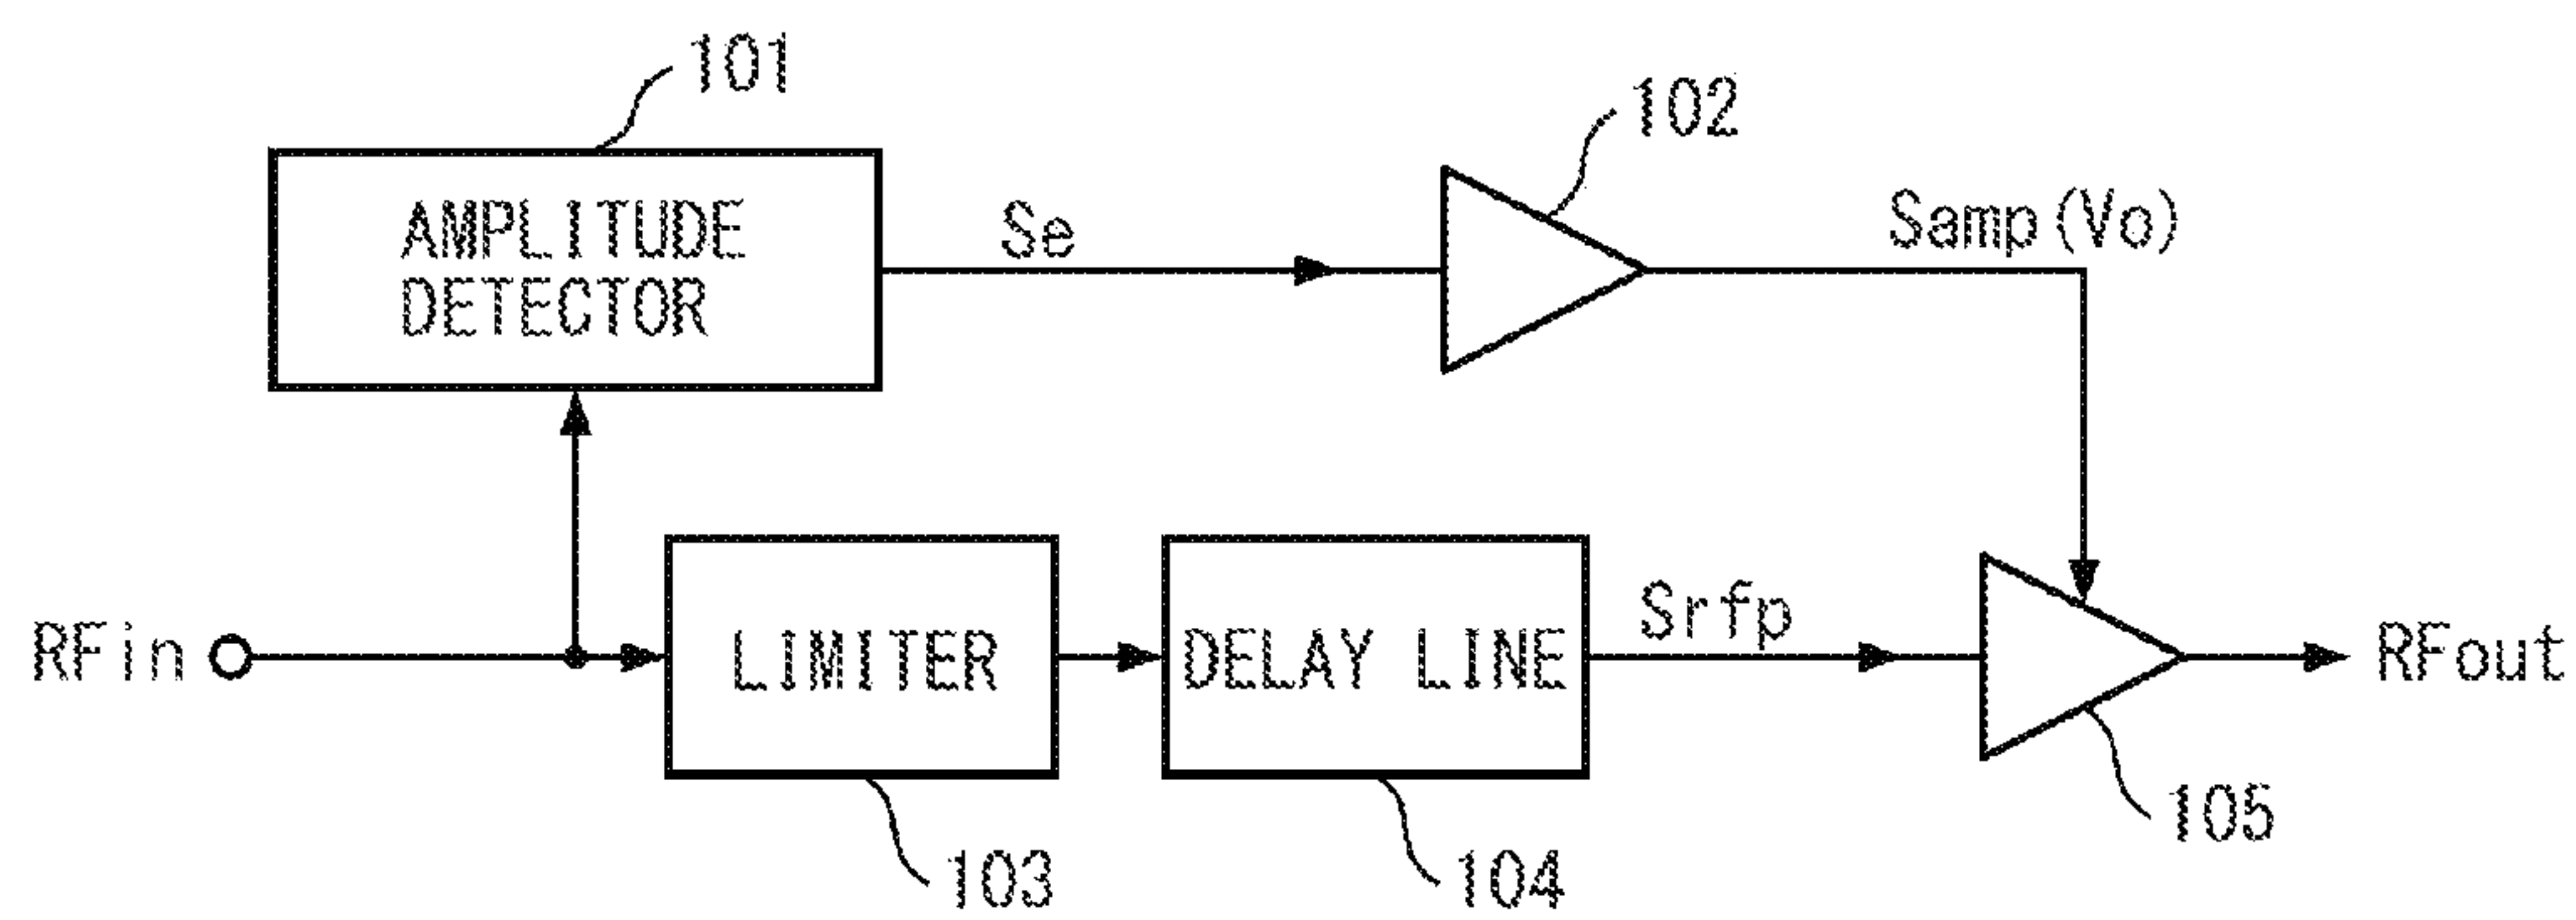 101
102
AMPLITUDE
DETECTOR
Se
Samp(Vo)
RFin
LIMITER
DELAY LINE
Srfp
RFout
103
104
105